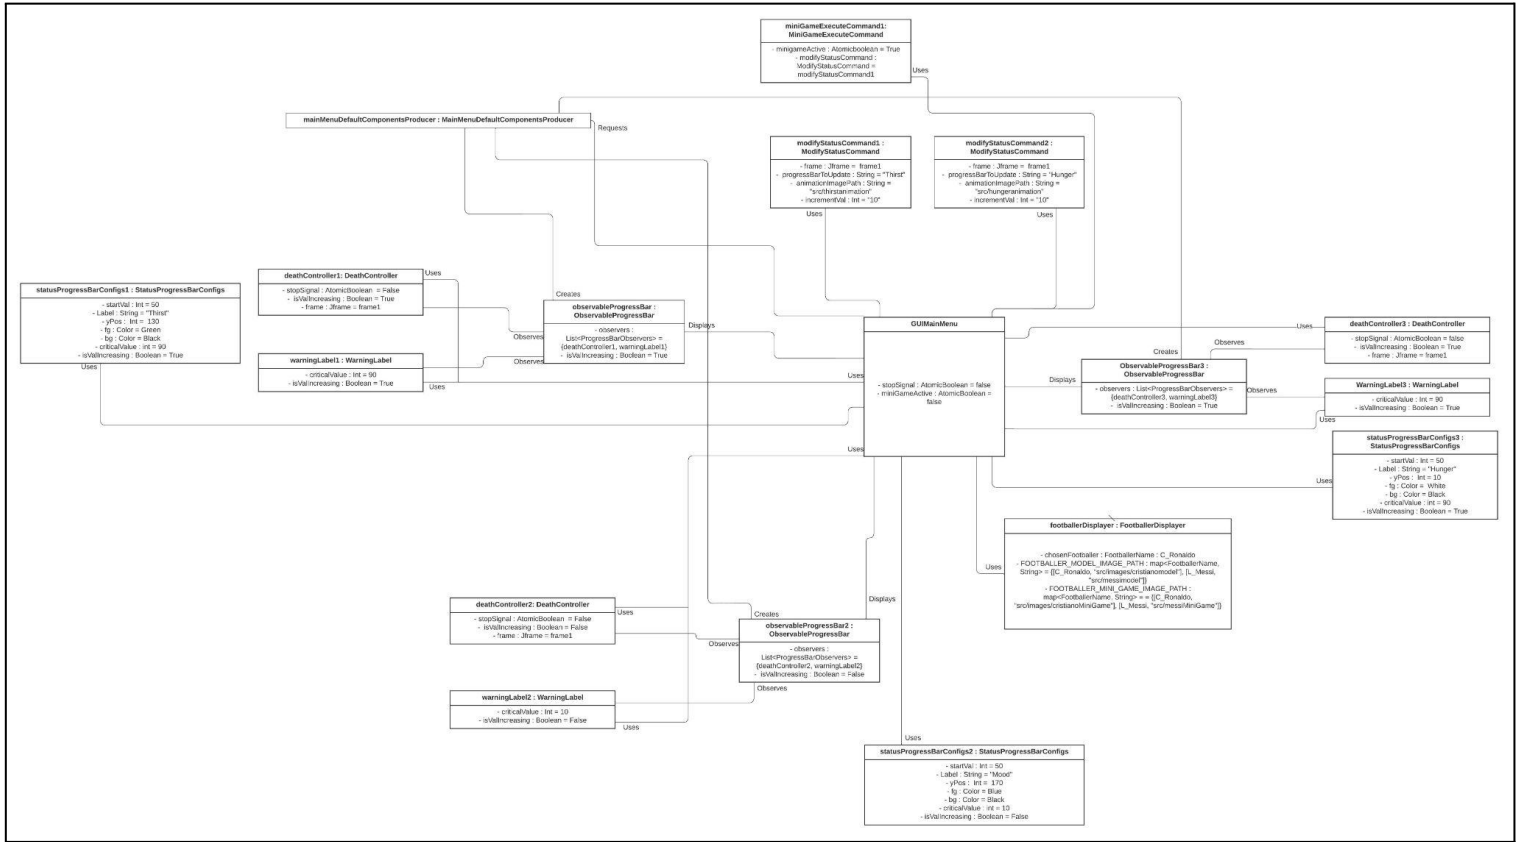 miniGameExecuteCommand1:
MiniGameExecuteCommand
- minigameActive : Atomicboolean = True
- modifyStatusCommand :
ModifyStatusCommand =
modifyStatusCommand1
Uses
mainMenuDefaultComponentsProducer : MainMenuDefaultComponentsProducer
Requests
modifyStatusCommand1 :
ModifyStatusCommand
- frame : Jframe = frame1
- progressBarToUpdate : String = "Thirst"
- animationImagePath : String =
"src/thirstanimation"
- incrementVal : Int = "10"
Uses
modifyStatusCommand2 :
ModifyStatusCommand
- frame : Jframe = frame1
- progressBarToUpdate : String = "Hunger"
- animationImagePath : String =
"src/hungeranimation"
- incrementVal : Int = "10"
Uses
statusProgressBarConfigs1 : StatusProgressBarConfigs
- startVal : Int = 50
- Label : String = "Thirst"
- yPos : Int = 130
- fg : Color = Green
- bg : Color = Black
- criticalValue : int = 90
- isValIncreasing : Boolean = True
Uses
deathController1: DeathController
- stopSignal : AtomicBoolean = False
- isValIncreasing : Boolean = True
- frame : Jframe = frame1
Uses
Observes
warningLabel1 : WarningLabel
- criticalValue : Int = 90
- isValIncreasing : Boolean = True
Observes
Uses
Creates
observableProgressBar :
ObservableProgressBar
- observers :
List<ProgressBarObservers> =
{deathController1, warningLabel1}
- isValIncreasing : Boolean = True
Displays
GUIMainMenu
- stopSignal : AtomicBoolean = false
- miniGameActive : AtomicBoolean =
false
Uses
Uses
Displays
Creates
ObservableProgressBar3 :
ObservableProgressBar
- observers : List<ProgressBarObservers> =
{deathController3, warningLabel3}
- isValIncreasing : Boolean = True
Observes
Observes
Uses
deathController3 : DeathController
- stopSignal : AtomicBoolean = false
- isValIncreasing : Boolean = True
- frame : Jframe = frame1
WarningLabel3 : WarningLabel
- criticalValue : Int = 90
- isValIncreasing : Boolean = True
Uses
statusProgressBarConfigs3 :
StatusProgressBarConfigs
- startVal : Int = 50
- Label : String = "Hunger"
- yPos : Int = 10
- fg : Color = White
- bg : Color = Black
- criticalValue : int = 90
- isValIncreasing : Boolean = True
Uses
footballerDisplayer : FootballerDisplayer
- chosenFootballer : FootballerName : C_Ronaldo
- FOOTBALLER_MODEL_IMAGE_PATH : map<FootballerName,
String> = {[C_Ronaldo, "src/images/cristianomodel"], [L_Messi,
"src/messimodel"]}
- FOOTBALLER_MINI_GAME_IMAGE_PATH :
map<FootballerName, String> = = {[C_Ronaldo,
"src/images/cristianoMiniGame"], [L_Messi, "src/messiMiniGame"]}
Uses
Displays
deathController2: DeathController
- stopSignal : AtomicBoolean = False
- isValIncreasing : Boolean = False
- frame : Jframe = frame1
Uses
Creates
observableProgressBar2 :
ObservableProgressBar
- observers :
List<ProgressBarObservers> =
{deathController2, warningLabel2}
- isValIncreasing : Boolean = False
Observes
Observes
warningLabel2 : WarningLabel
- criticalValue : Int = 10
- isValIncreasing : Boolean = False
Uses
Uses
statusProgressBarConfigs2 : StatusProgressBarConfigs
- startVal : Int = 50
- Label : String = "Mood"
- yPos : Int = 170
- fg : Color = Blue
- bg : Color = Black
- criticalValue : int = 10
- isValIncreasing : Boolean = False